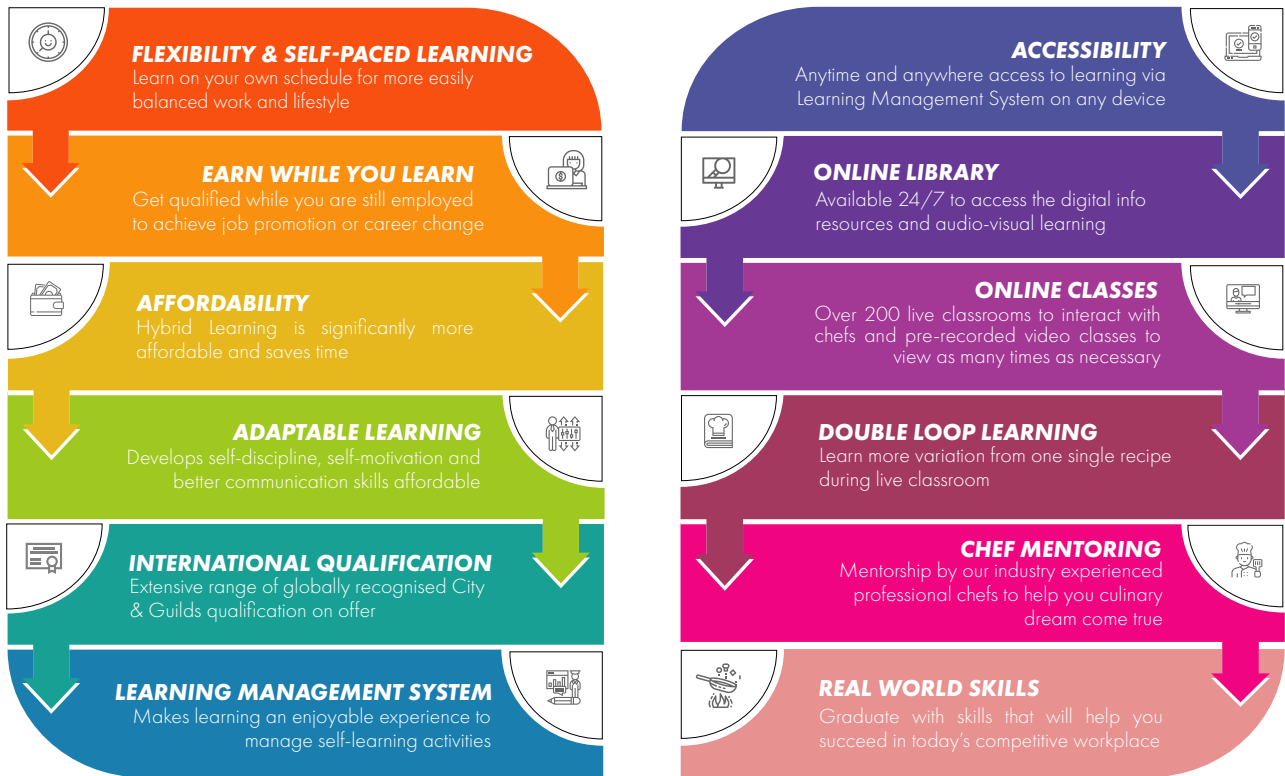 FLEXIBILITY & SELF-PACED LEARNING
Learn on your own schedule for more easily
balanced work and lifestyle
EARN WHILE YOU LEARN
Get qualified while you are still employed
to achieve job promotion or career change
AFFORDABILITY
Hybrid Learning is significantly more
affordable and saves time
ADAPTABLE LEARNING
Develops self-discipline, self-motivation and
better communication skills affordable
INTERNATIONAL QUALIFICATION
Extensive range of globally recognised City
& Guilds qualification on offer
LEARNING MANAGEMENT SYSTEM
Makes learning an enjoyable experience to
manage self-learning activities
ACCESSIBILITY
Anytime and anywhere access to learning via
Learning Management System on any device
ONLINE LIBRARY
Available 24/7 to access the digital info
resources and audio-visual learning
ONLINE CLASSES
Over 200 live classrooms to interact with
chefs and pre-recorded video classes to
view as many times as necessary
DOUBLE LOOP LEARNING
Learn more variation from one single recipe
during live classroom
CHEF MENTORING
Mentorship by our industry experienced
professional chefs to help you culinary
dream come true
REAL WORLD SKILLS
Graduate with skills that will help you
succeed in today's competitive workplace